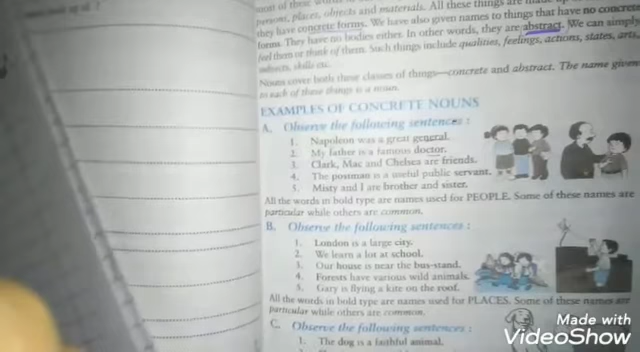 persons, places, objects and materials. All these things are
they have concrete forms. We have also given names to things that have no concrete
forms. They have no bodies either. In other words, they are abstract. We can simply
feel them or think of them. Such things include qualities, feelings, actions, states, arts,
subjects, skills etc.
Nouns cover both these classes of things—concrete and abstract. The name given
to each of these things is a noun.
EXAMPLES OF CONCRETE NOUNS
A. Observe the following sentences :
1. Napoleon was a great general.
2. My father is a famous doctor.
3. Clark, Mac and Chelsea are friends.
4. The postman is a useful public servant.
5. Misty and I are brother and sister.
All the words in bold type are names used for PEOPLE. Some of these names are
particular while others are common.
B. Observe the following sentences :
1. London is a large city.
2. We learn a lot at school.
3. Our house is near the bus-stand.
4. Forests have various wild animals.
5. Gary is flying a kite on the roof.
All the words in bold type are names used for PLACES. Some of these names are
particular while others are common.
C. Observe the following sentences :
1. The dog is a faithful animal.
Made with
VideoShow